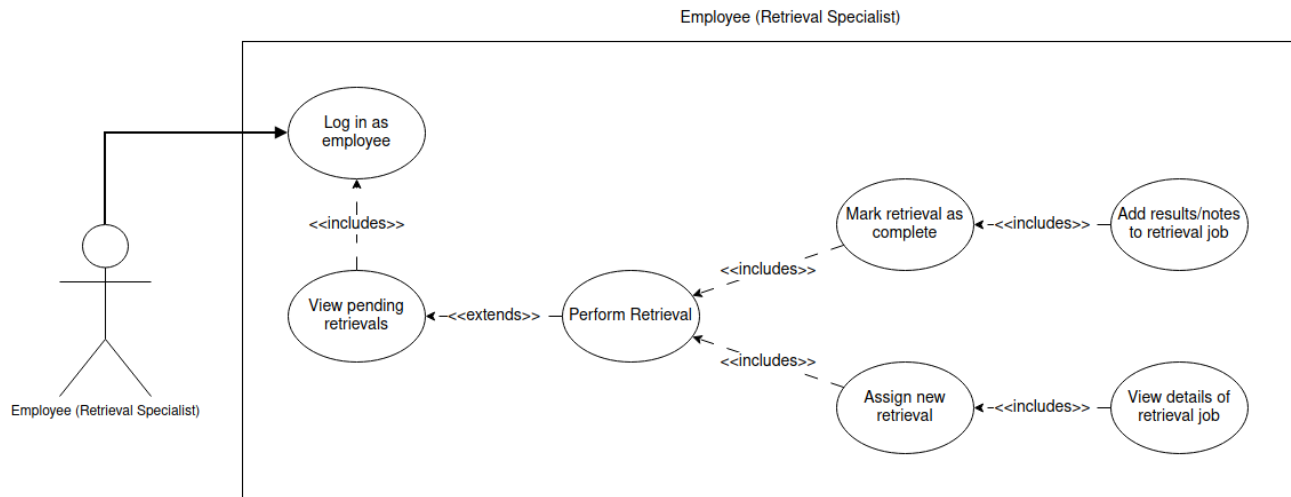 Employee (Retrieval Specialist)
Log in as
employee
<<includes>>
View pending
retrievals
<<extends>>
Perform Retrieval
<<includes>>
Mark retrieval as
complete
<<includes>>
Add results/notes
to retrieval job
<<includes>>
Assign new
retrieval
<<includes>>
View details of
retrieval job
Employee (Retrieval Specialist)